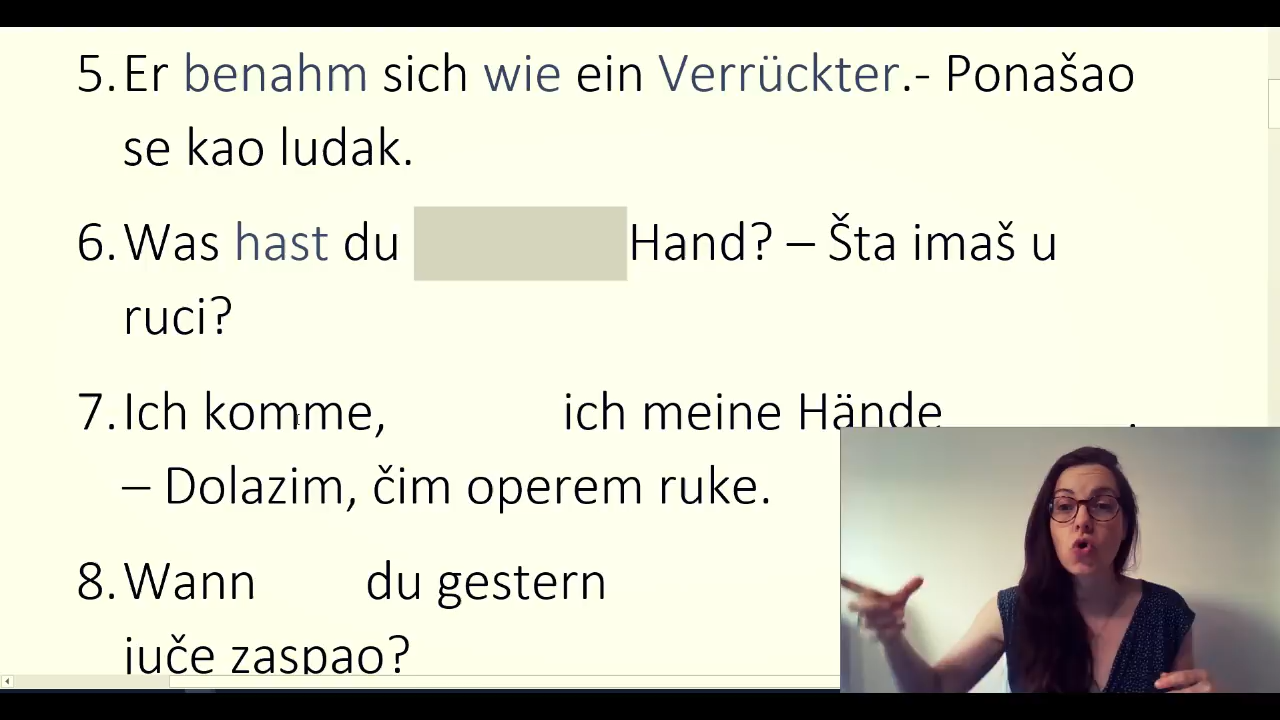 5. Er benahm sich wie ein Verrückter.- Ponašao
se kao ludak.
6. Was hast du Hand? – Šta imaš u
ruci?
7. Ich komme, ich meine Hände .
– Dolazim, čim operem ruke.
8. Wann du gestern
juče zaspao?